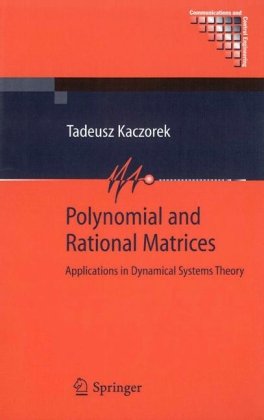 Communications and
Control Engineering
Tadeusz Kaczorek
Polynomial and
Rational Matrices
Applications in Dynamical Systems Theory
Springer